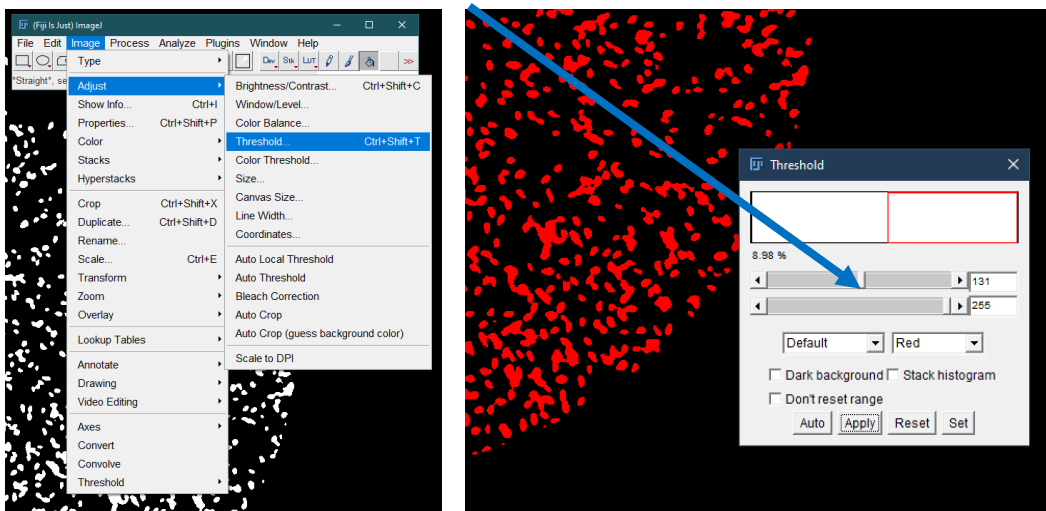 (Fiji Is Just) ImageJ
File Edit Image Process Analyze Plugins Window Help
Dev Stk LUT >>
*Straight*, se
Type
Adjust
Show Info... Ctrl+I
Properties... Ctrl+Shift+P
Color
Stacks
Hyperstacks
Crop Ctrl+Shift+X
Duplicate... Ctrl+Shift+D
Rename...
Scale... Ctrl+E
Transform
Zoom
Overlay
Lookup Tables
Annotate
Drawing
Video Editing
Axes
Convert
Convolve
Threshold
Brightness/Contrast... Ctrl+Shift+C
Window/Level...
Color Balance...
Threshold... Ctrl+Shift+T
Color Threshold...
Size...
Canvas Size...
Line Width...
Coordinates...
Auto Local Threshold
Auto Threshold
Bleach Correction
Auto Crop
Auto Crop (guess background color)
Scale to DPI
Threshold
8.98 %
131
255
Default Red
Dark background Stack histogram
Don't reset range
Auto Apply Reset Set